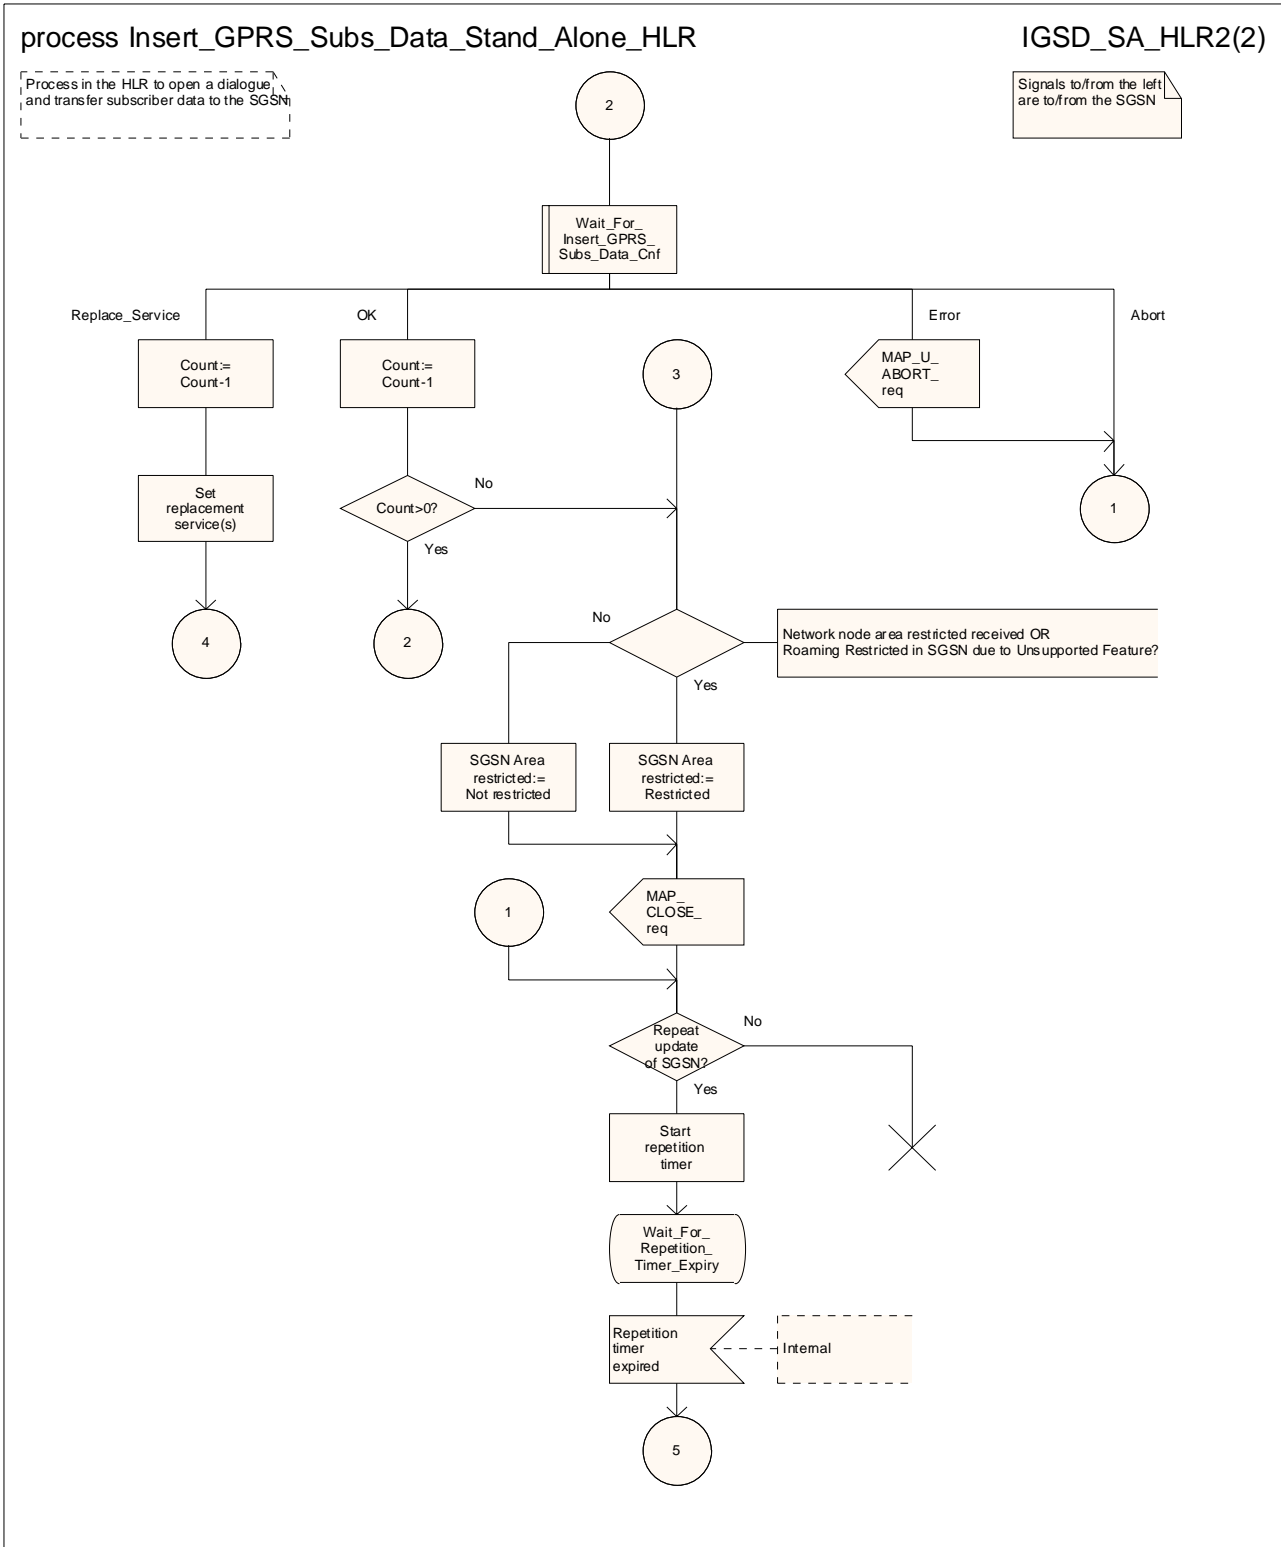 process Insert_GPRS_Subs_Data_Stand_Alone_HLR
IGSD_SA_HLR2(2)
Process in the HLR to open a dialogue
and transfer subscriber data to the SGSN
2
Signals to/from the left
are to/from the SGSN
Wait_For_
Insert_GPRS_
Subs_Data_Cnf
Replace_Service
OK
Error
Abort
Count:=
Count-1
Count:=
Count-1
3
MAP_U_
ABORT_
req
Set
replacement
service(s)
Count>0?
No
Yes
1
4
2
No
Yes
Network node area restricted received OR
Roaming Restricted in SGSN due to Unsupported Feature?
SGSN Area
restricted:=
Not restricted
SGSN Area
restricted:=
Restricted
1
MAP_
CLOSE_
req
Repeat
update
of SGSN?
No
Yes
Start
repetition
timer
Wait_For_
Repetition_
Timer_Expiry
Repetition
timer
expired
Internal
5